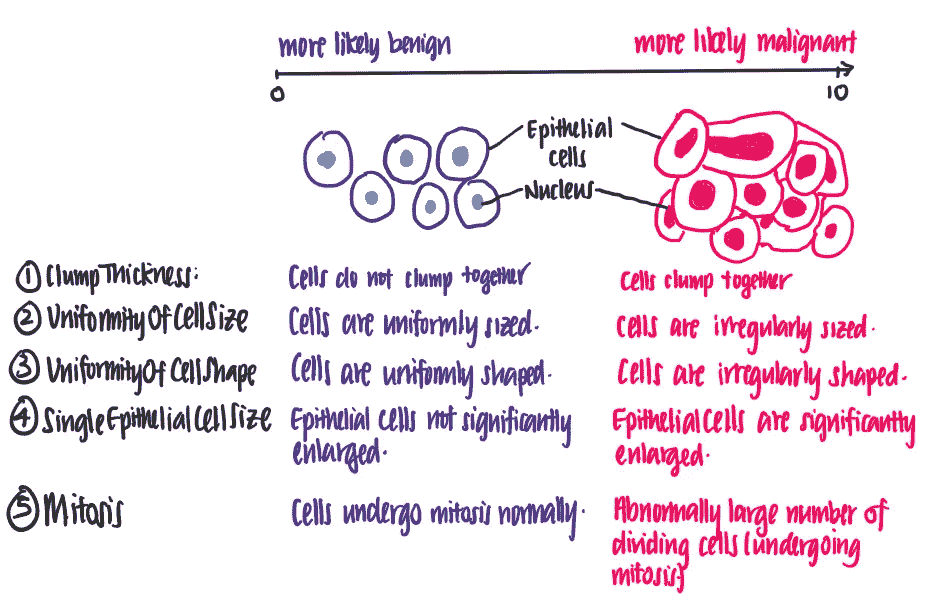 more likely benign
more likely malignant
0
10
Epithelial
cells
Nucleus
① Clump Thickness:
Cells do not clump together
Cells clump together
② Uniformity Of Cell Size
Cells are uniformly sized.
Cells are irregularly sized.
③ Uniformity Of Cell Shape
Cells are uniformly shaped.
Cells are irregularly shaped.
④ Single Epithelial Cell Size
Epithelial cells not significantly
enlarged.
Epithelial Cells are significantly
enlarged.
⑤ Mitosis
Cells undergo mitosis normally.
Abnormally large number of
dividing cells (undergoing
mitosis)